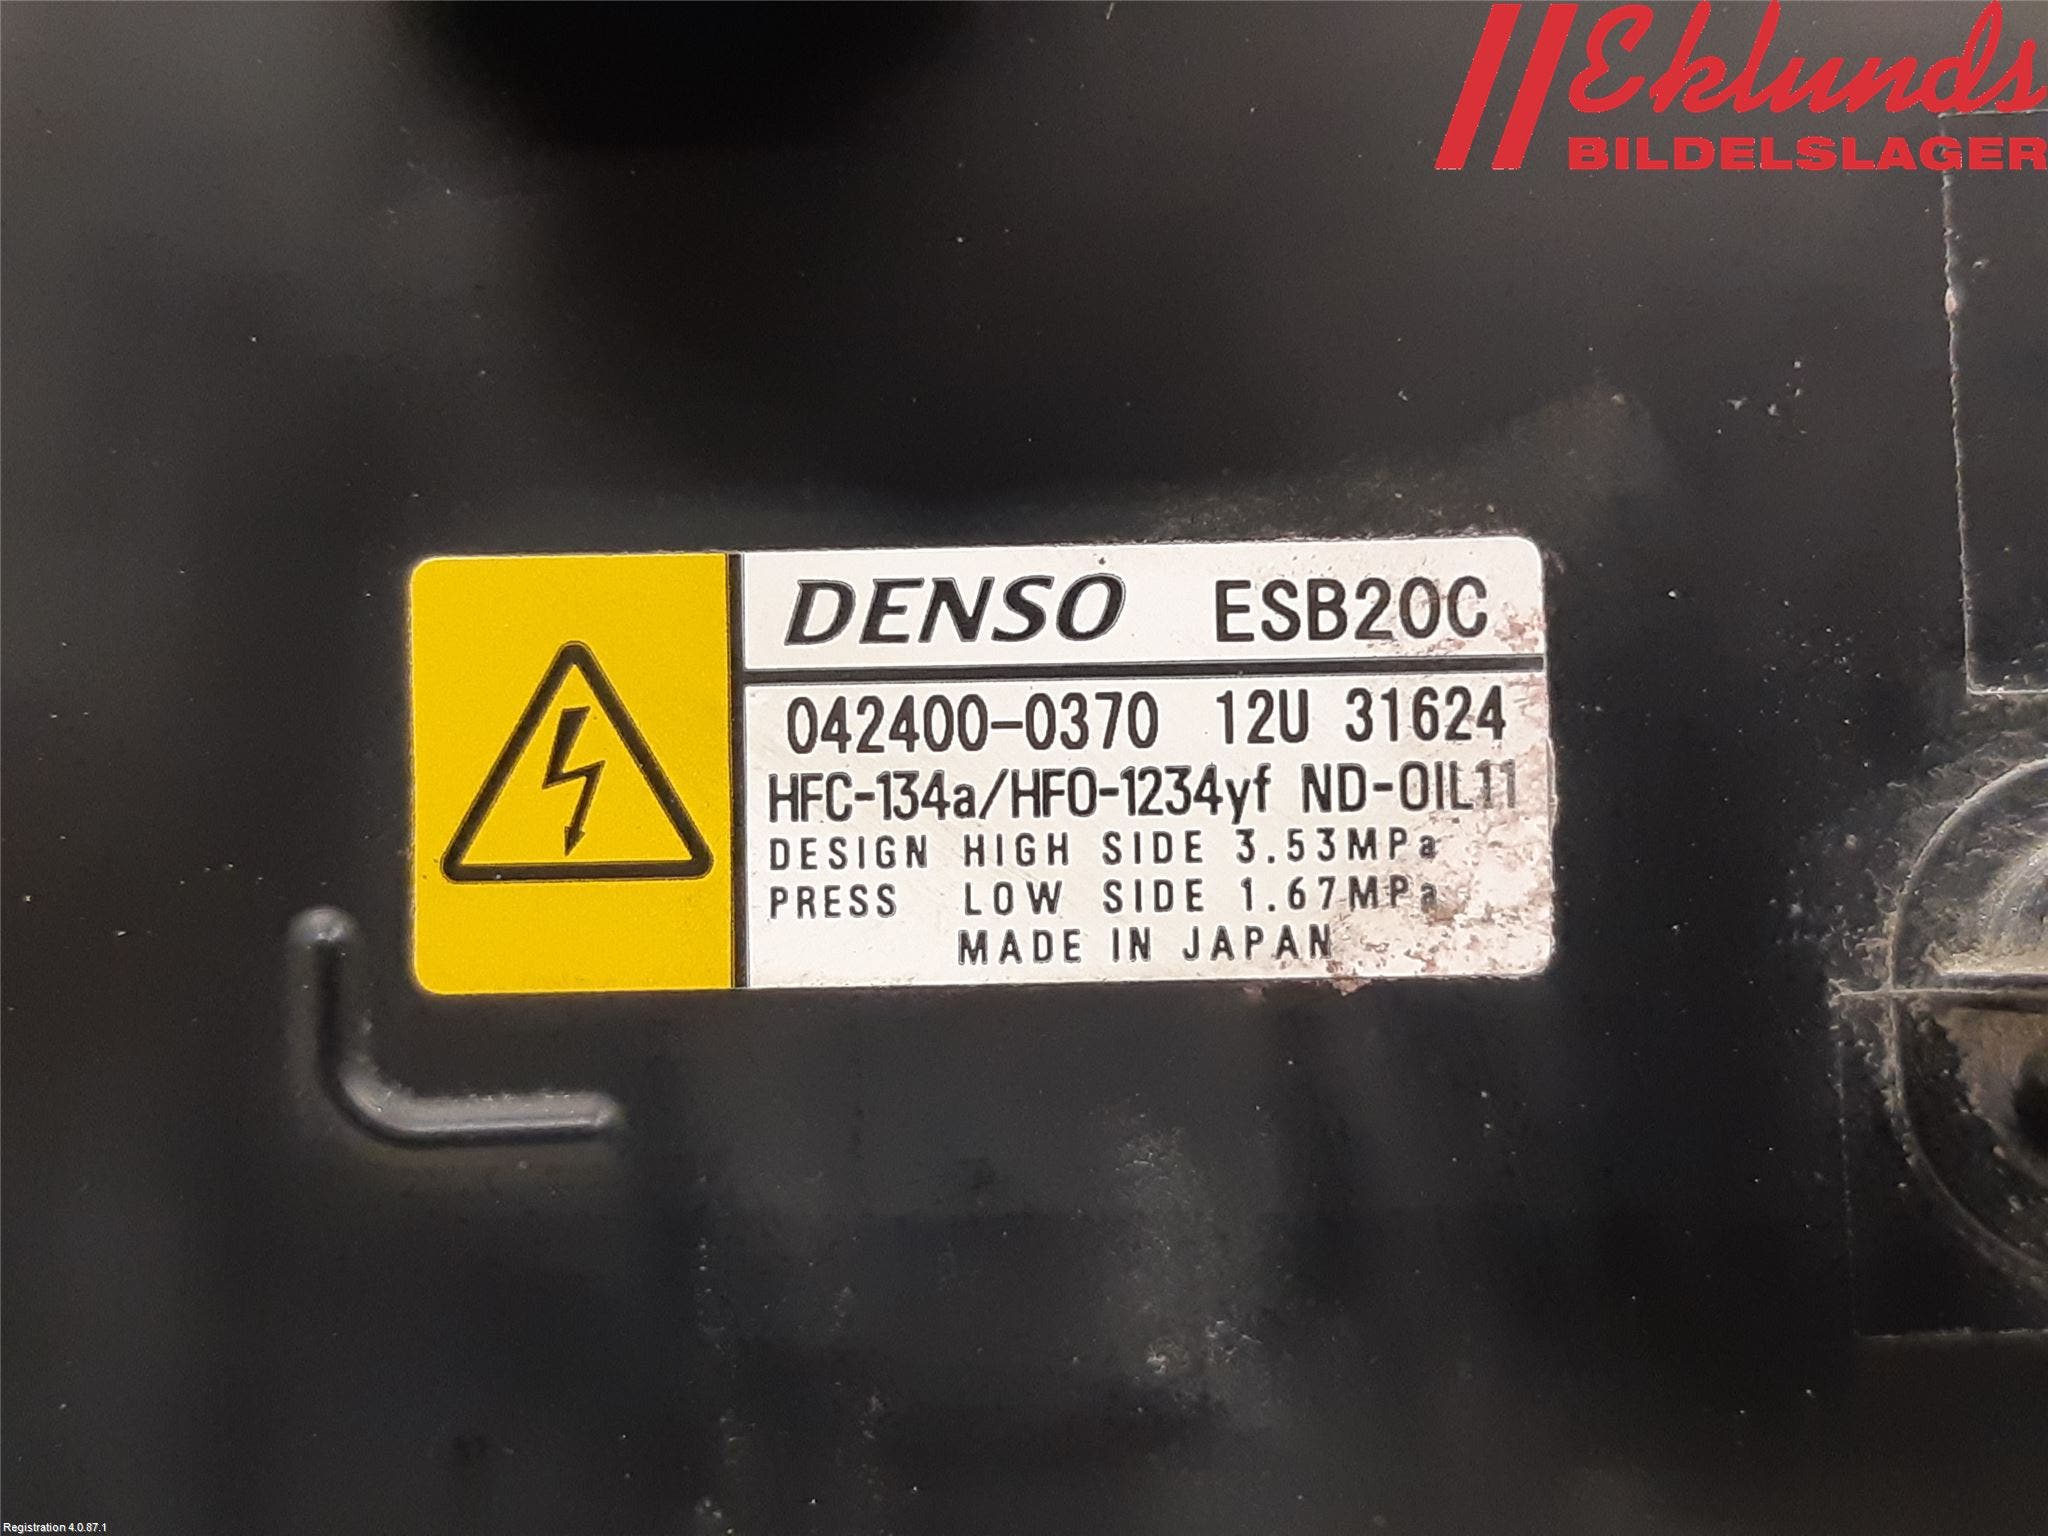 Eklunds
BILDELSLAGER
DENSO ESB20C
042400-0370 12U 31624
HFC-134a/HFO-1234yf ND-OIL11
DESIGN HIGH SIDE 3.53MPa
PRESS LOW SIDE 1.67MPa
MADE IN JAPAN
Registration 4.0.87.1